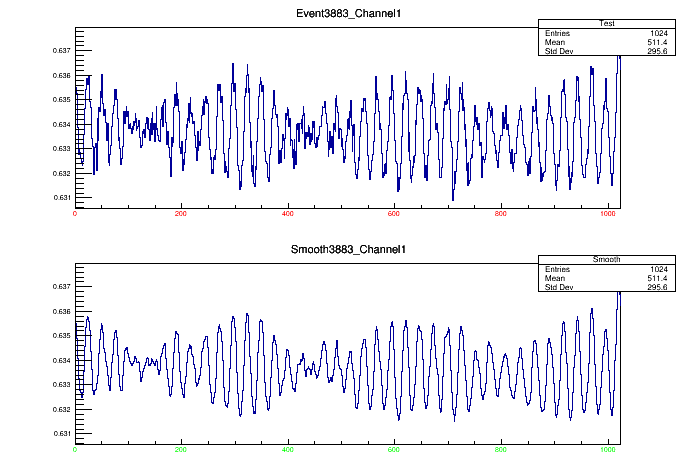 Event3883_Channel1
Test
Entries 1024
Mean 511.4
Std Dev 295.6
0.637
0.636
0.635
0.634
0.633
0.632
0.631
0 200 400 600 800 1000
Smooth3883_Channel1
Smooth
Entries 1024
Mean 511.4
Std Dev 295.6
0.637
0.636
0.635
0.634
0.633
0.632
0.631
0 200 400 600 800 1000